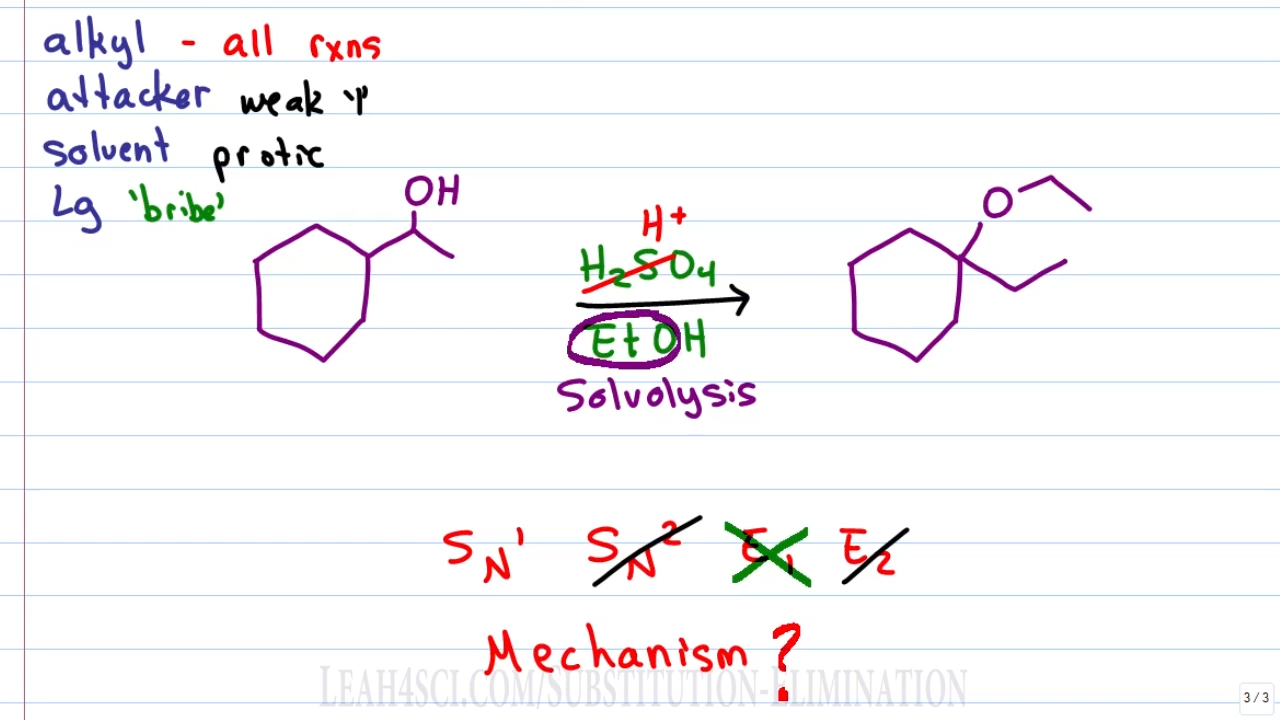 alkyl - all rxns
attacker weak
solvent protic
Lg 'bribe'
OH
O
H+
H₂SO₄
EtOH
Solvolysis
SN1 SN2 E1 E2
Mechanism?
LEAH4SCI.COM/SUBSTITUTION-ELIMINATION
3 / 3